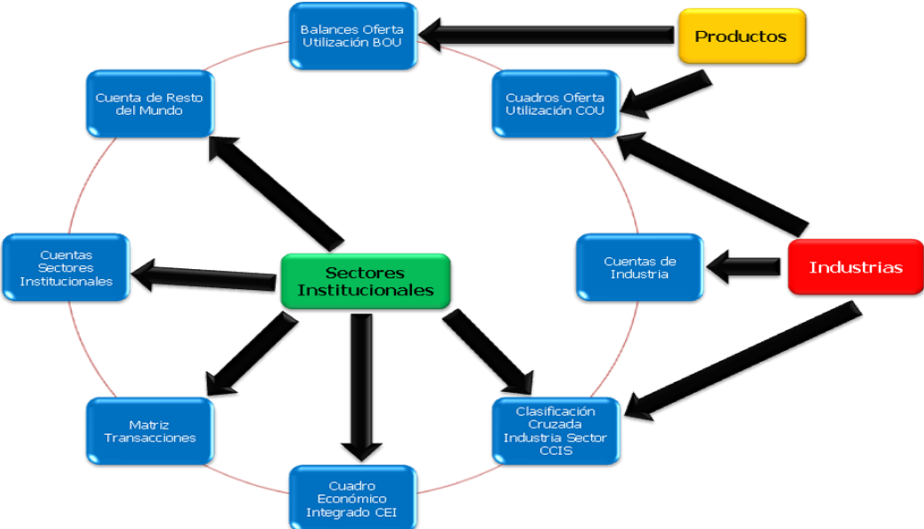 Balances Oferta
Utilización BOU
Productos
Cuenta de Resto
del Mundo
Cuadros Oferta
Utilización COU
Cuentas
Sectores
Institucionales
Sectores
Institucionales
Cuentas de
Industria
Industrias
Matriz
Transacciones
Clasificación
Cruzada
Industria Sector
CCIS
Cuadro
Económico
Integrado CEI